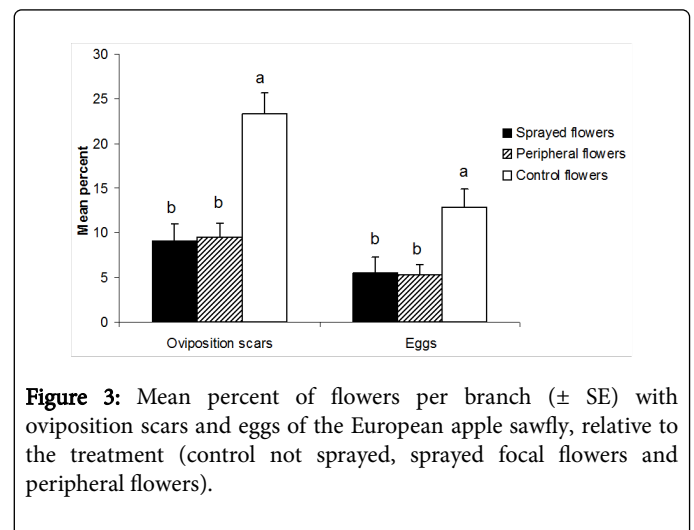 30
25
20
15
10
5
0
Mean percent
a
b
b
a
b
b
Sprayed flowers
Peripheral flowers
Control flowers
Oviposition scars
Eggs
Figure 3: Mean percent of flowers per branch (± SE) with
oviposition scars and eggs of the European apple sawfly, relative to
the treatment (control not sprayed, sprayed focal flowers and
peripheral flowers).